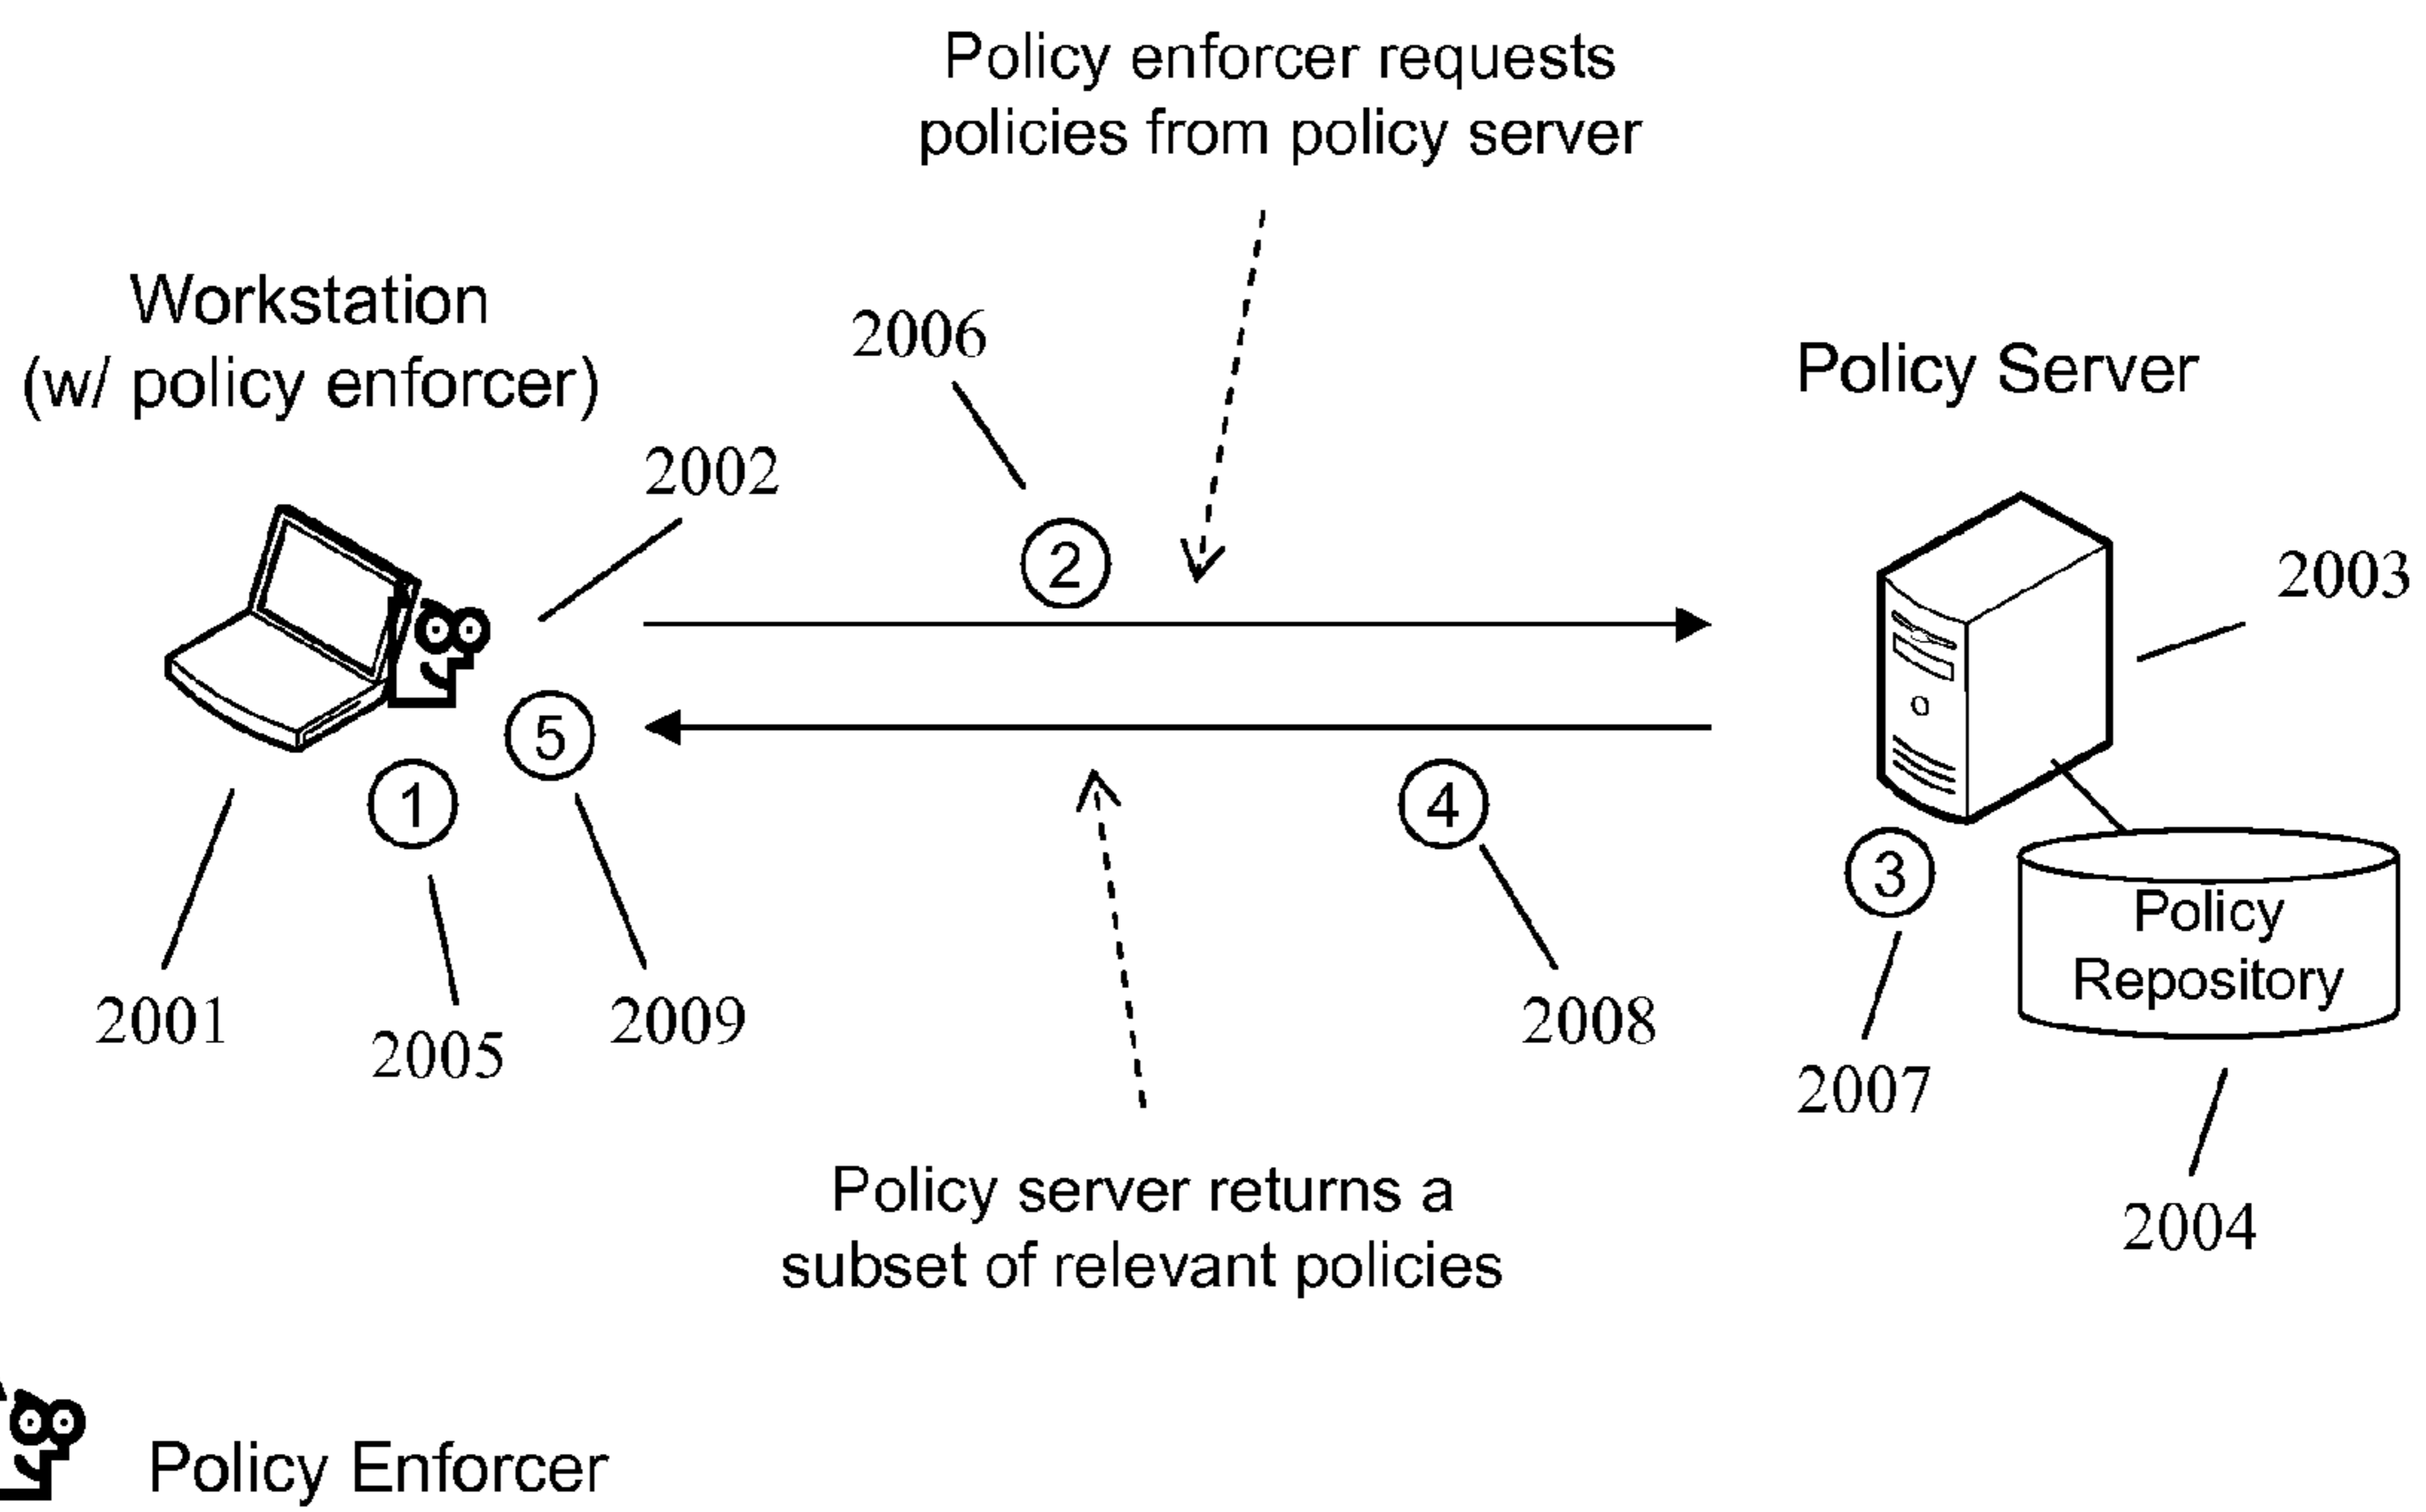 Policy enforcer requests
policies from policy server
Workstation
(w/ policy enforcer)
2006
Policy Server
2002
2
2003
5
1
4
3
Policy
Repository
2001
2005
2009
2008
2007
2004
Policy server returns a
subset of relevant policies
Policy Enforcer